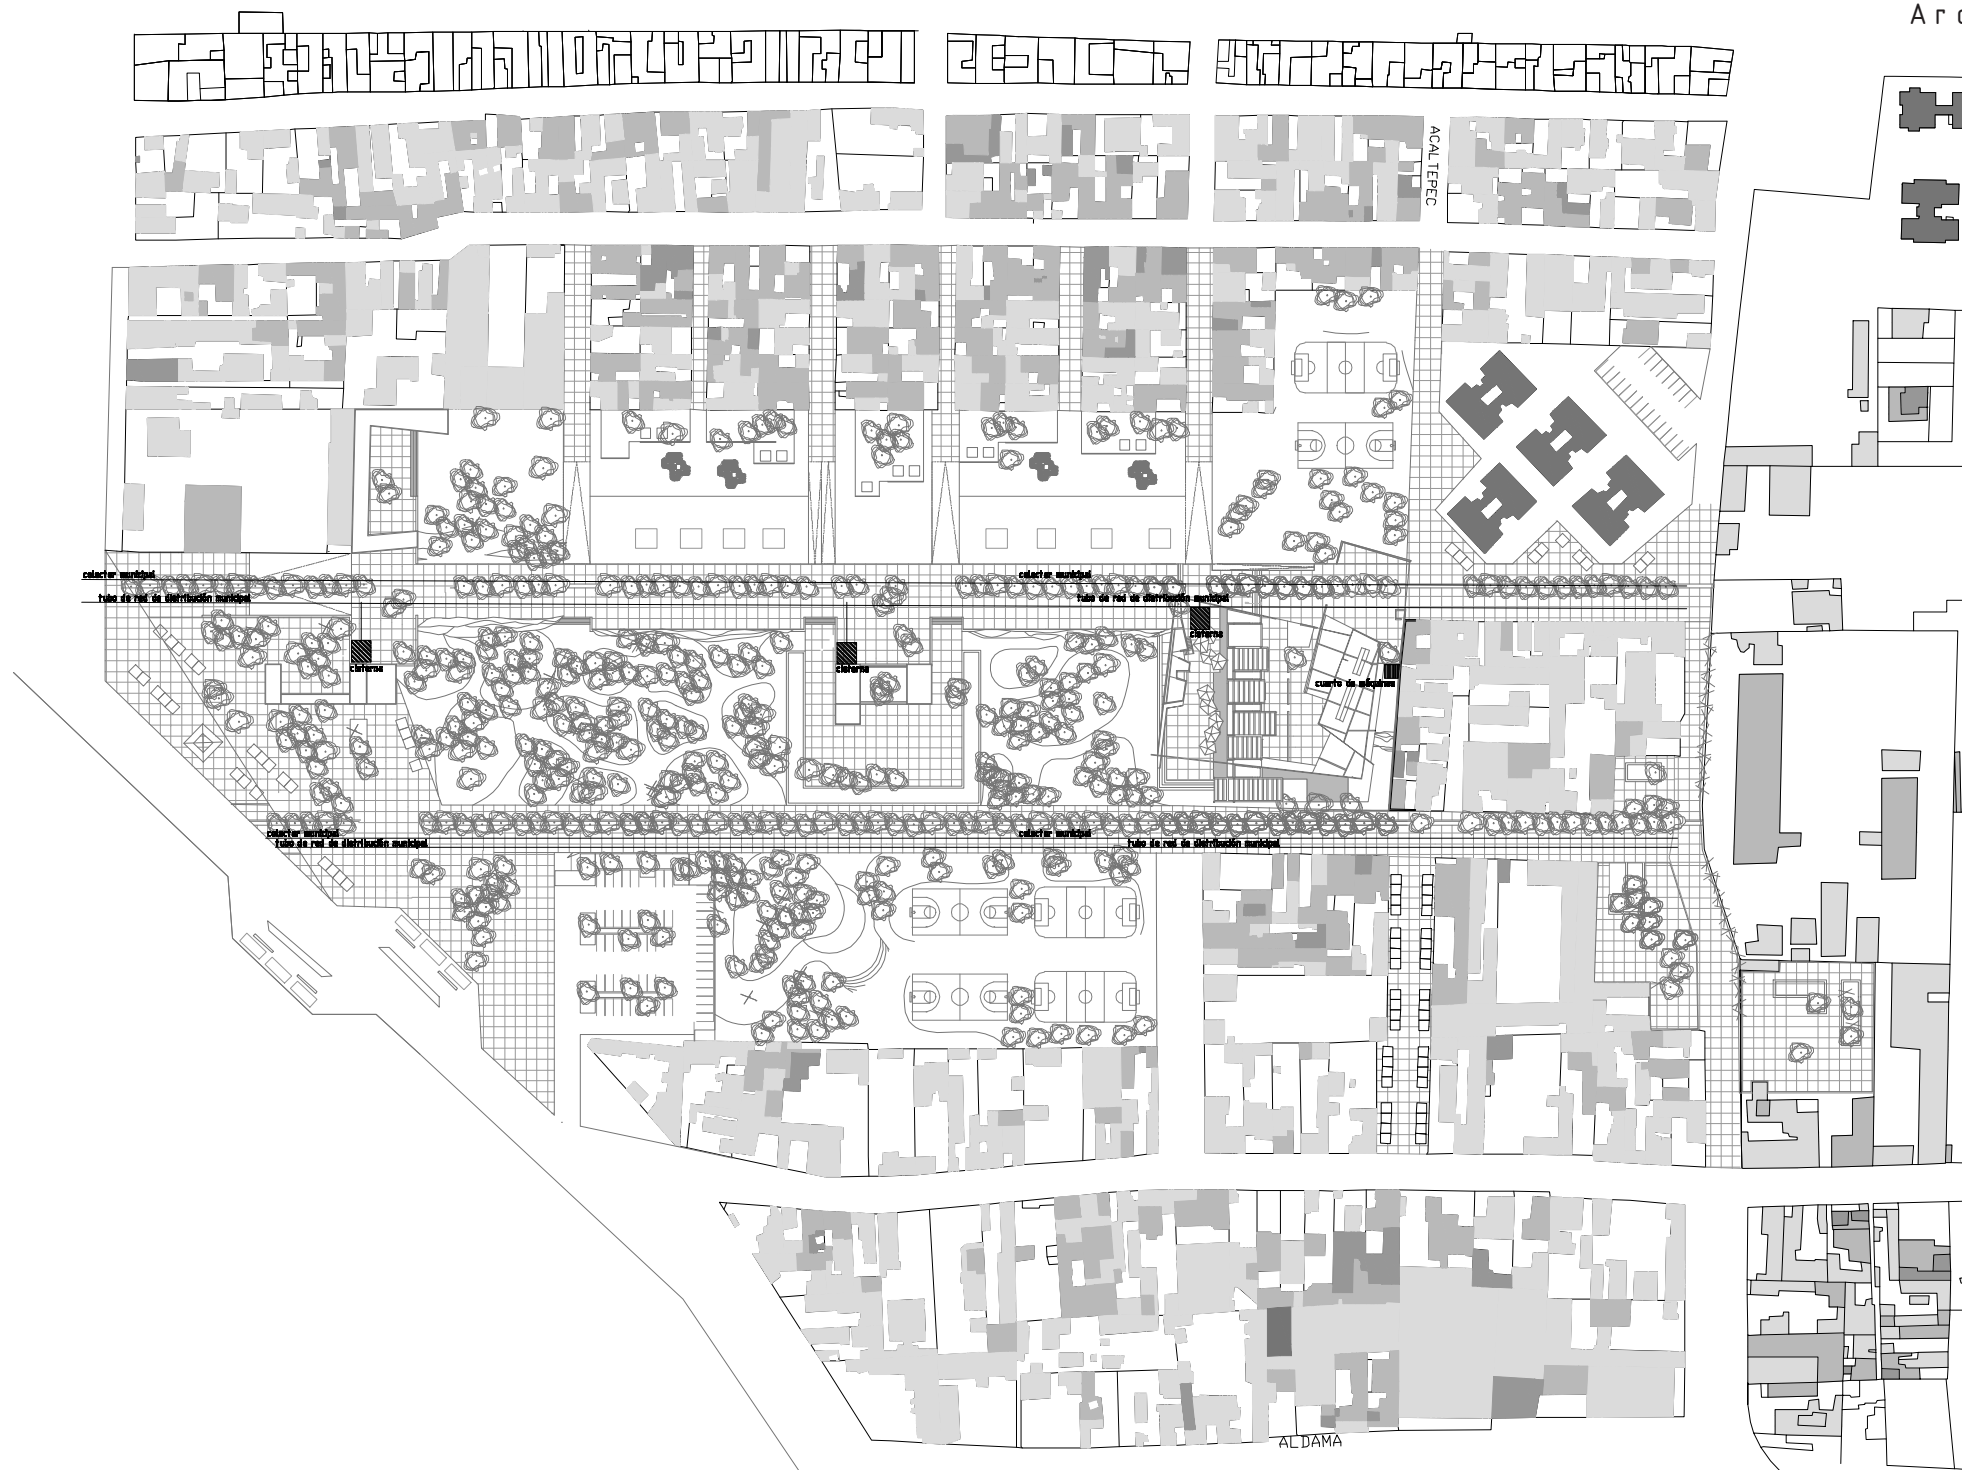 Arc
ACALTEPEC
colector municipal
colector municipal
tubo de red de distribución municipal
tubo de red de distribución municipal
cisterna
cisterna
cisterna
cuarto de máquinas
colector municipal
colector municipal
tubo de red de distribución municipal
tubo de red de distribución municipal
ALDAMA